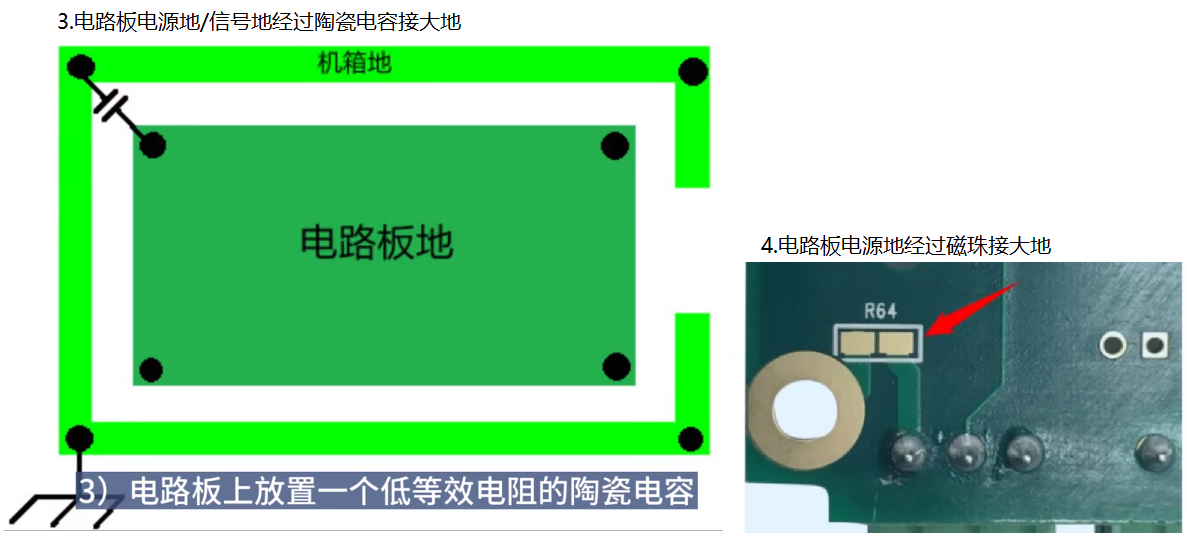 3.电路板电源地/信号地经过陶瓷电容接大地
机箱地
电路板地
3）电路板上放置一个低等效电阻的陶瓷电容
4.电路板电源地经过磁珠接大地
R64